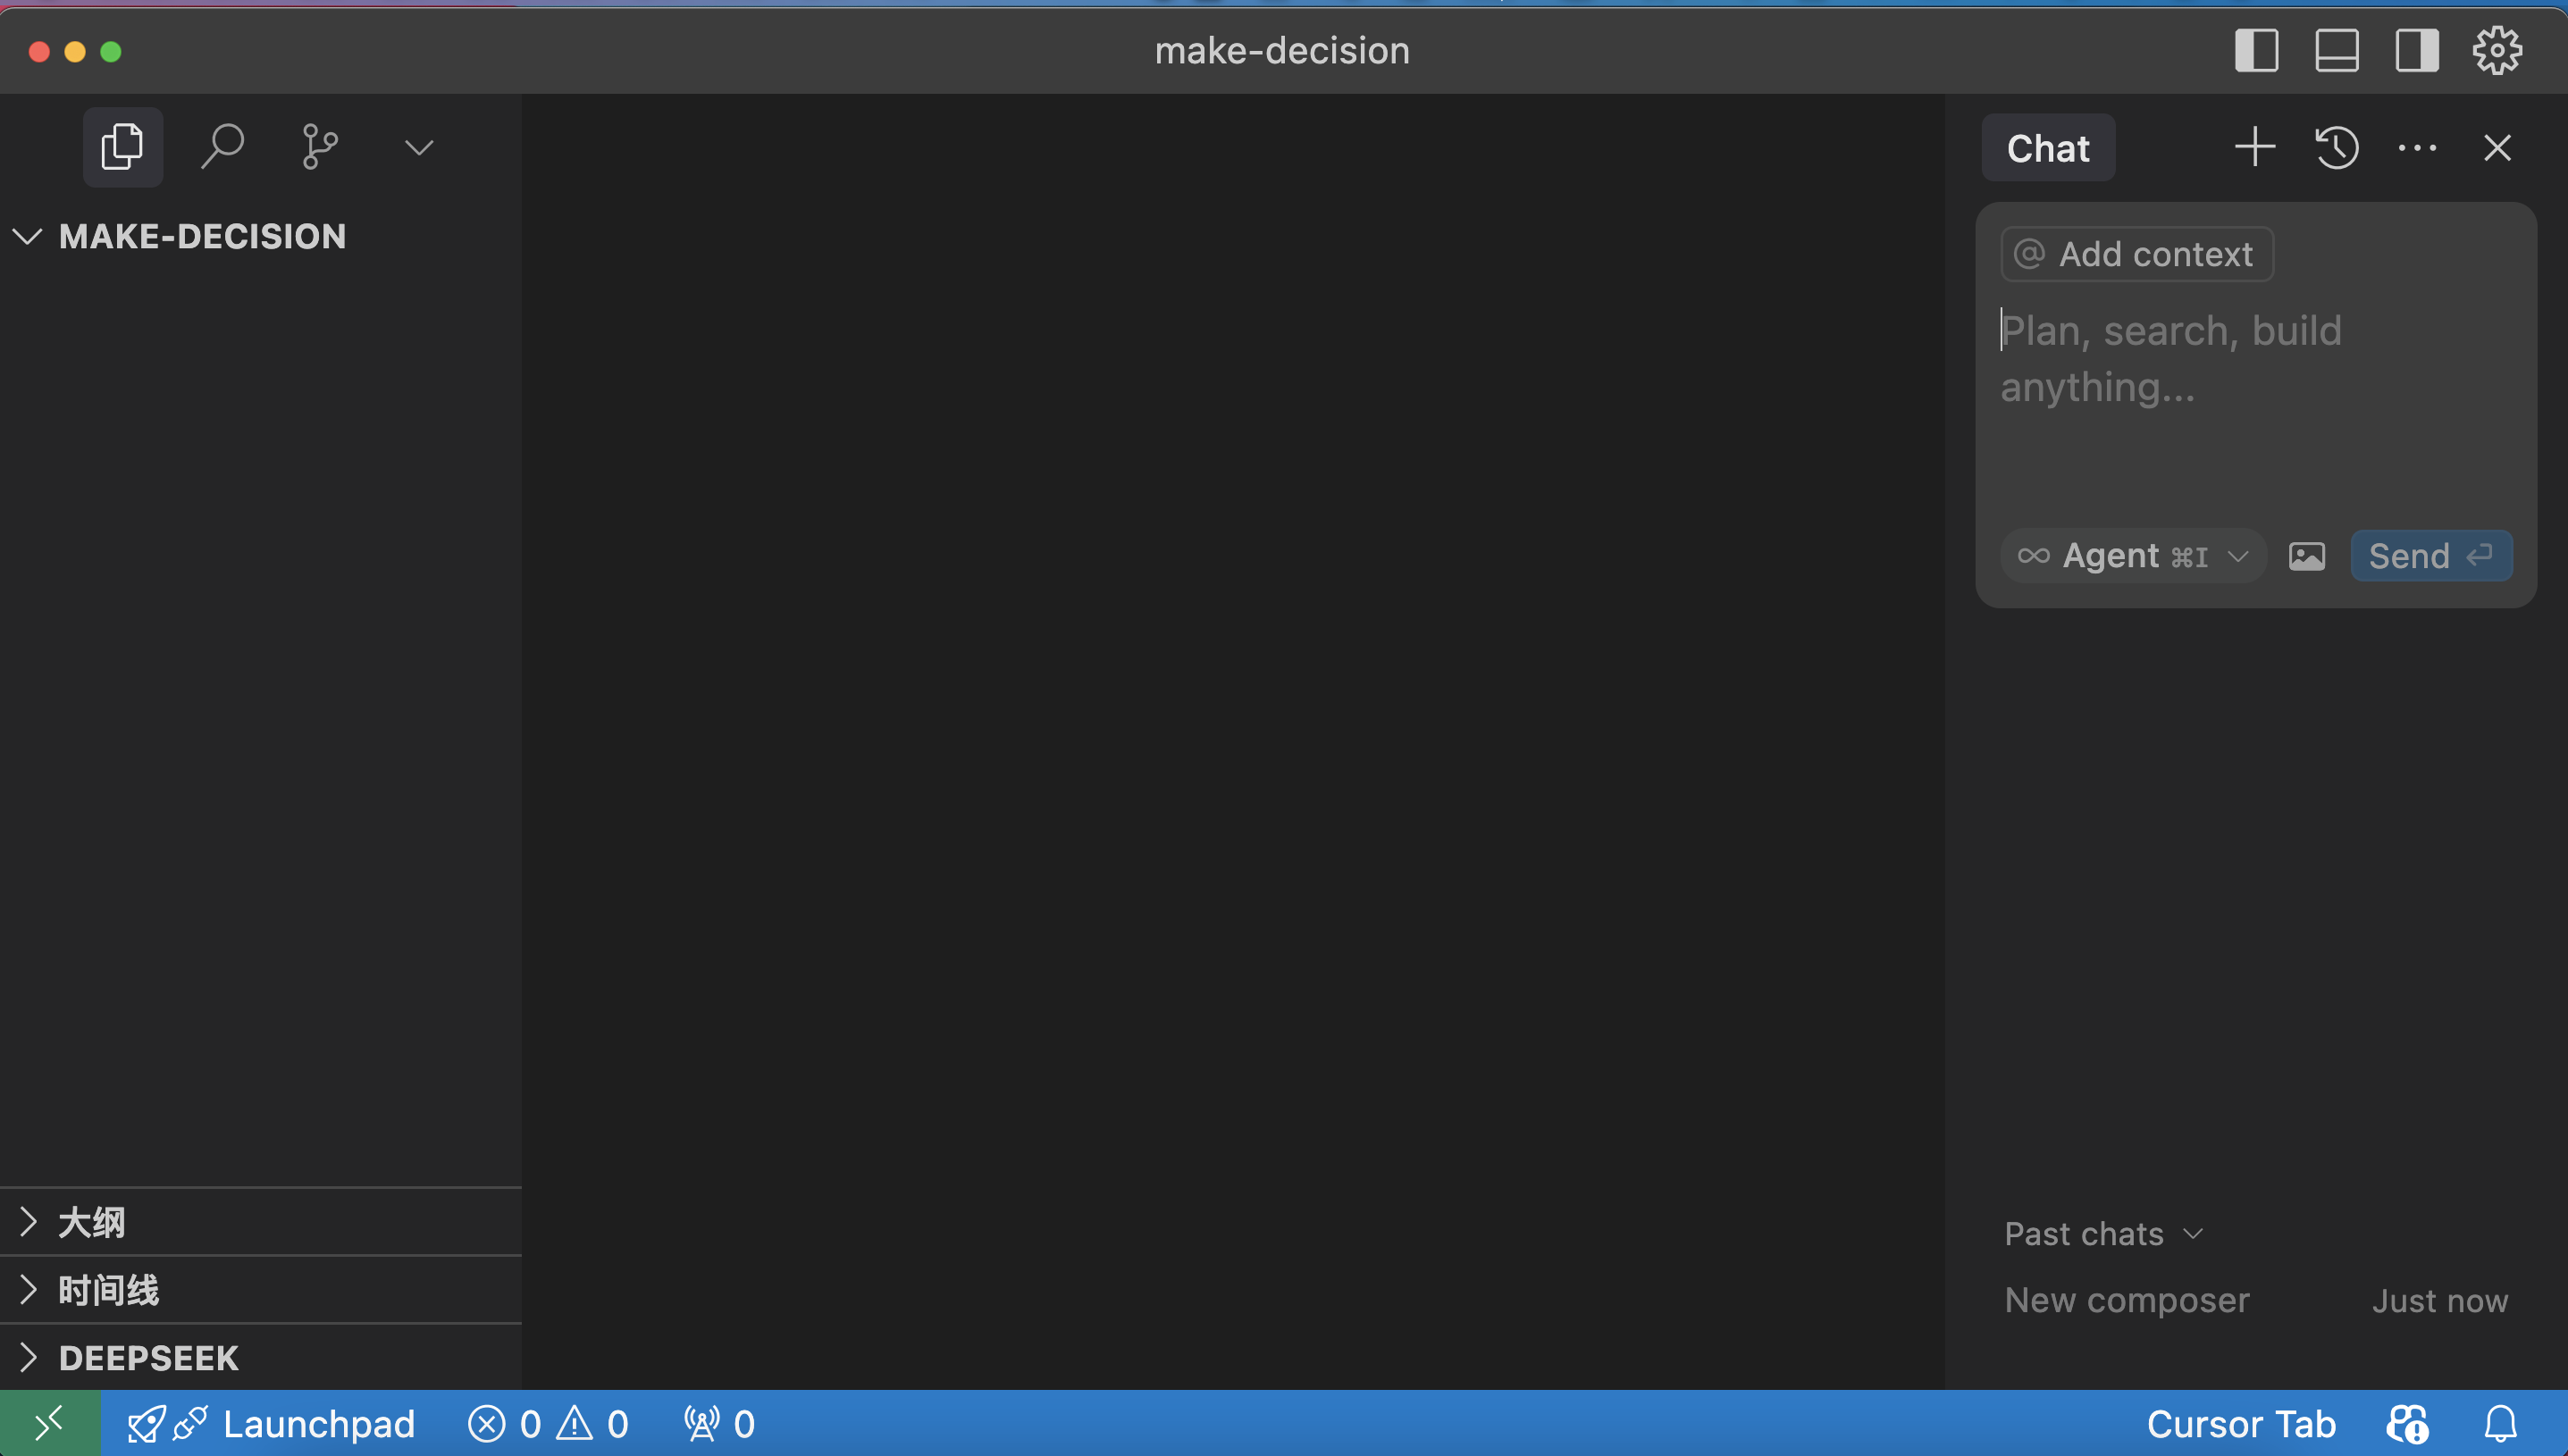 make-decision
MAKE-DECISION
大纲
时间线
DEEPSEEK
Chat
@ Add context
Plan, search, build
anything...
Agent ⌘I
Send
Past chats
New composer Just now
Launchpad 0 0 0
Cursor Tab